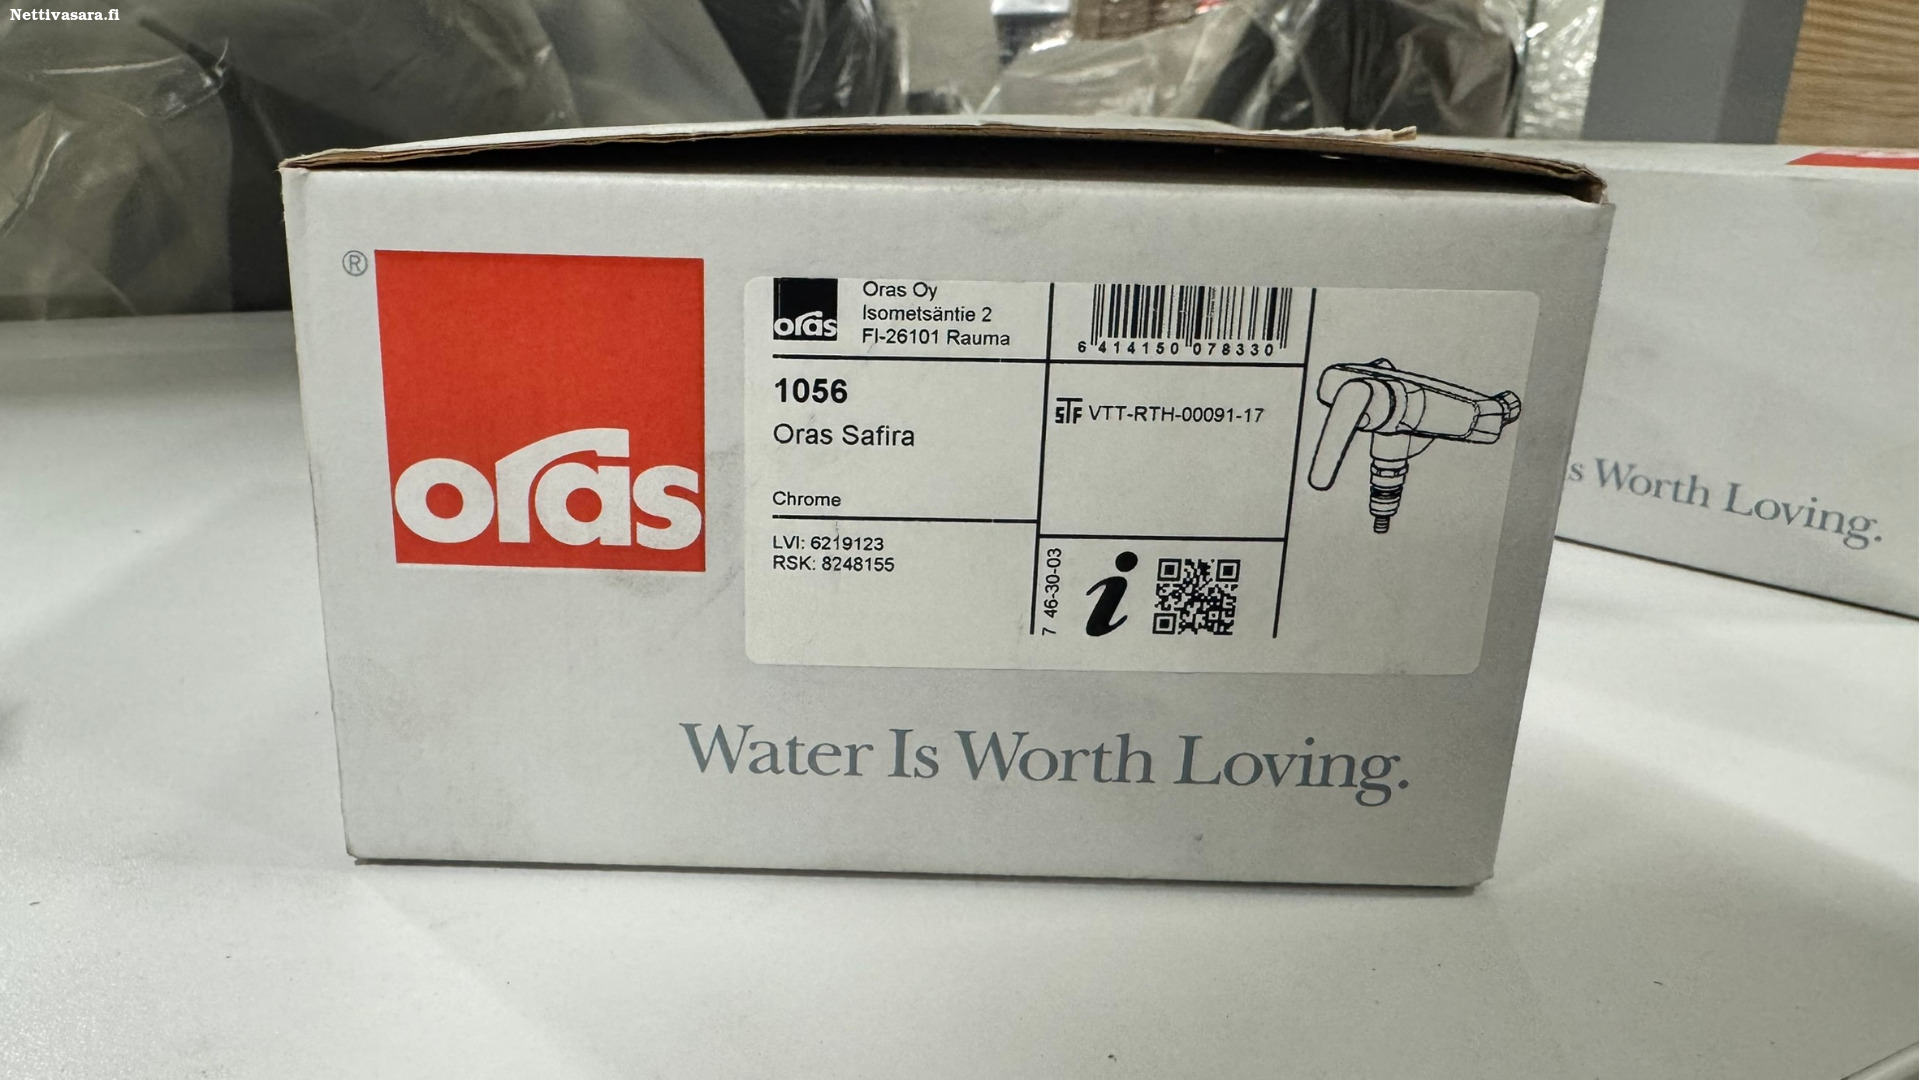 Nettivasara.fi
®
oras
oras
Oras Oy
Isometsäntie 2
FI-26101 Rauma
6 414150 078330
1056
Oras Safira
Chrome
LVI: 6219123
RSK: 8248155
STF VTT-RTH-00091-17
7 46-30-03
i
Water Is Worth Loving.
s Worth Loving.